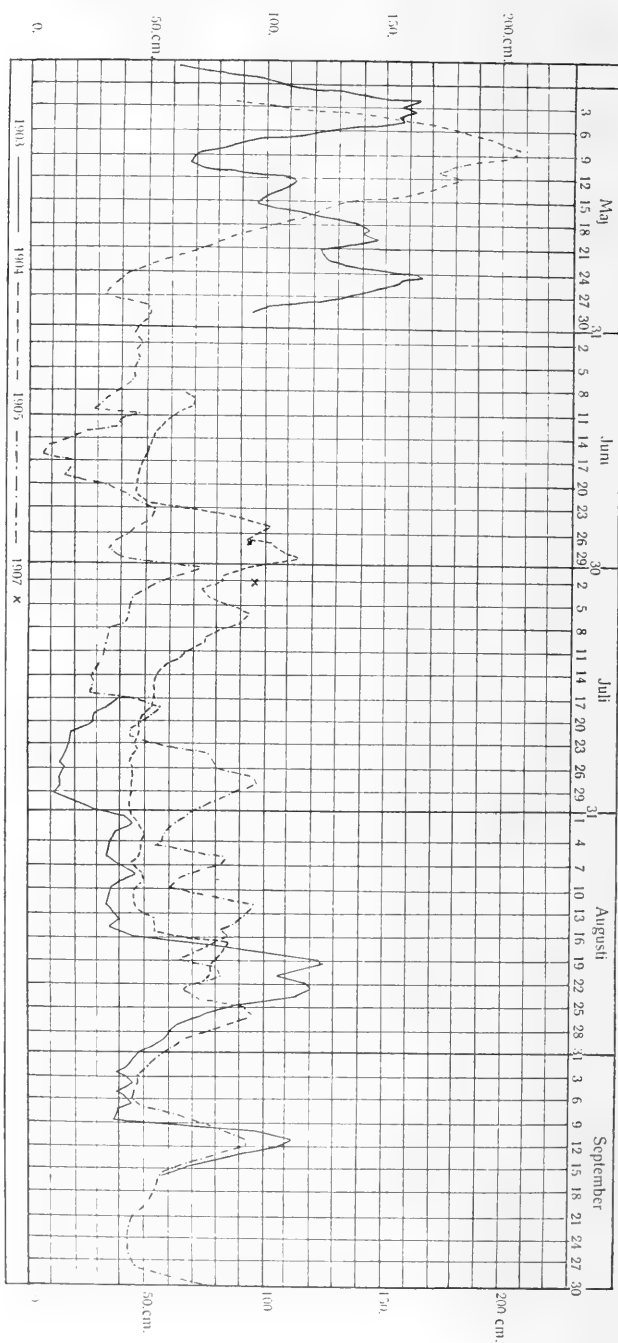 Maj Juni Juli Augusti September
3 6 9 12 15 18 21 24 27 30 31 2 5 8 11 14 17 20 23 26 29 30 2 5 8 11 14 17 20 23 26 29 31 1 4 7 10 13 16 19 22 25 28 31 3 6 9 12 15 18 21 24 27 30
200.cm.
150.
100.
50.cm.
0.
200 cm.
150.
100.
50.cm.
0.
1903 1904 1905 1907 x